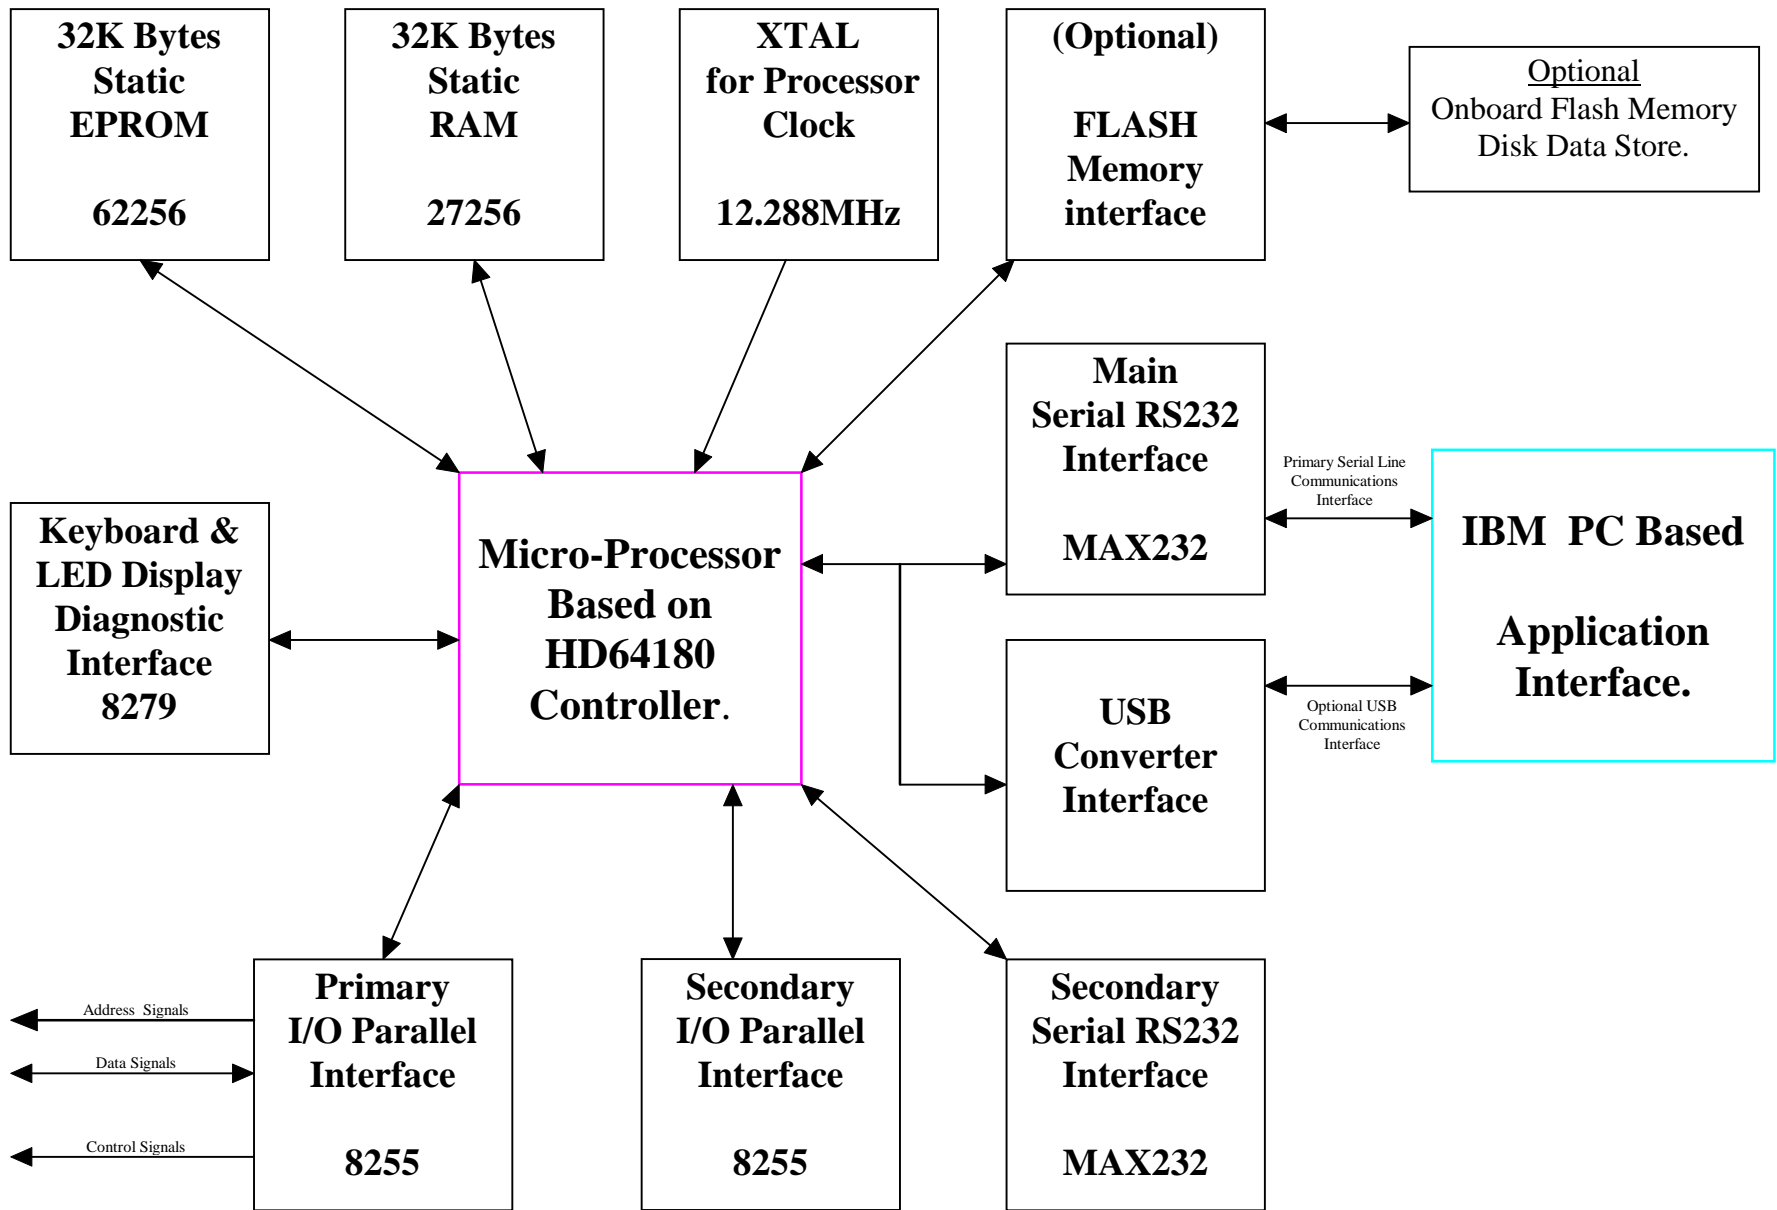 32K Bytes
Static
EPROM
62256
32K Bytes
Static
RAM
27256
XTAL
for Processor
Clock
12.288MHz
(Optional)
FLASH
Memory
interface
Optional
Onboard Flash Memory
Disk Data Store.
Main
Serial RS232
Interface
MAX232
Primary Serial Line
Communications
Interface
IBM PC Based
Application
Interface.
Keyboard &
LED Display
Diagnostic
Interface
8279
Micro-Processor
Based on
HD64180
Controller.
USB
Converter
Interface
Optional USB
Communications
Interface
Address Signals
Data Signals
Control Signals
Primary
I/O Parallel
Interface
8255
Secondary
I/O Parallel
Interface
8255
Secondary
Serial RS232
Interface
MAX232